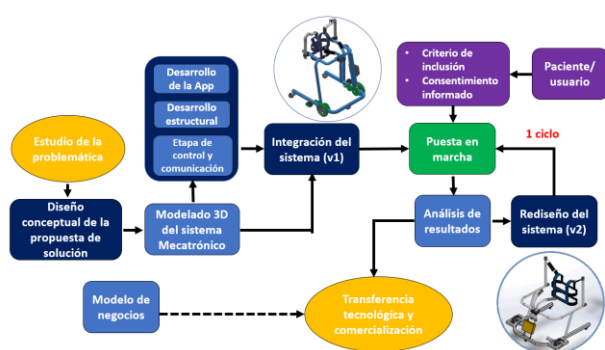 Desarrollo
de la App
Desarrollo
estructural
Etapa de
control y
comunicación
Estudio de la
problemática
Diseño
conceptual de la
propuesta de
solución
Modelado 3D
del sistema
Mecatrónico
Integración del
sistema (v1)
• Criterio de
inclusión
• Consentimiento
informado
Paciente/
usuario
Puesta en
marcha
1 ciclo
Análisis de
resultados
Rediseño del
sistema (v2)
Modelo de
negocios
Transferencia
tecnológica y
comercialización